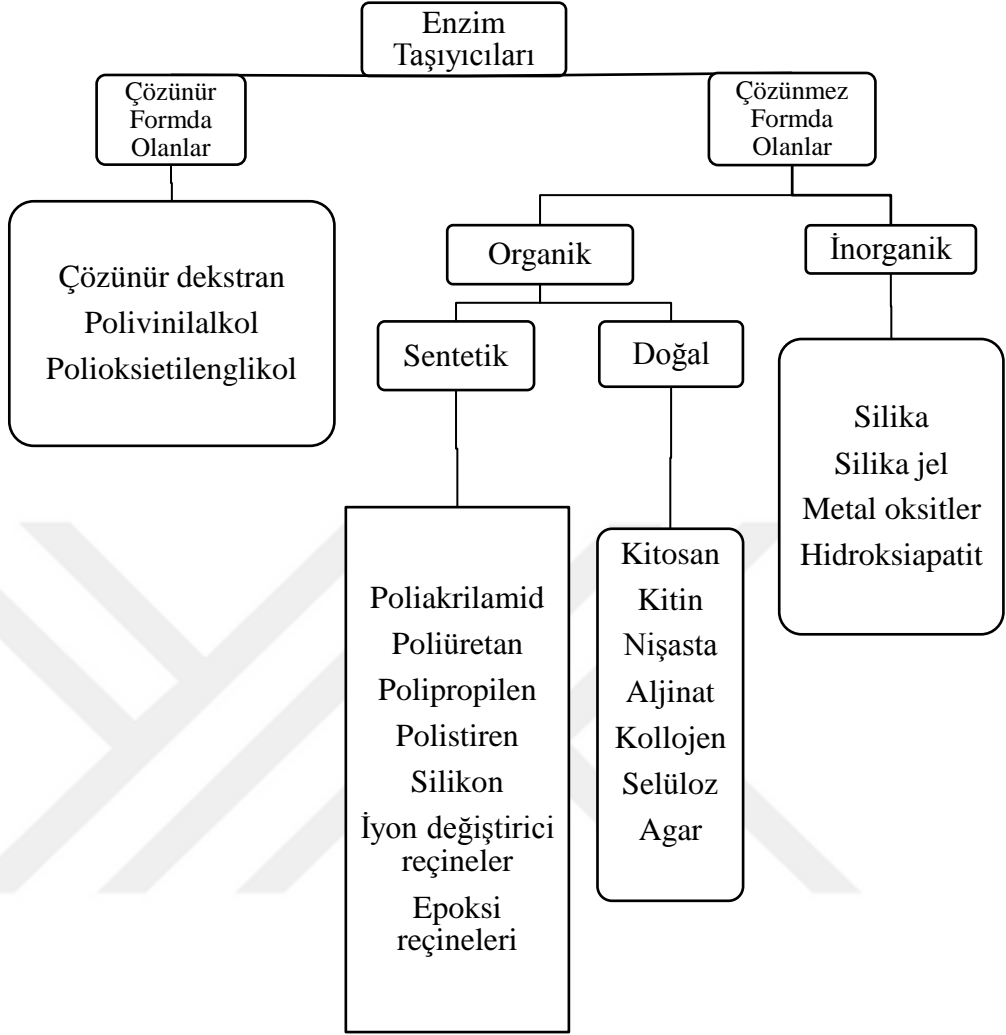 Enzim
Taşıyıcıları
Çözünür
Formda
Olanlar
Çözünmez
Formda
Olanlar
Çözünür dekstran
Polivinilalkol
Polioksietilenglikol
Organik
İnorganik
Sentetik
Doğal
Silika
Silika jel
Metal oksitler
Hidroksiapatit
Poliakrilamid
Poliüretan
Polipropilen
Polistiren
Silikon
İyon değiştirici
reçineler
Epoksi
reçineleri
Kitosan
Kitin
Nişasta
Aljinat
Kollojen
Selüloz
Agar